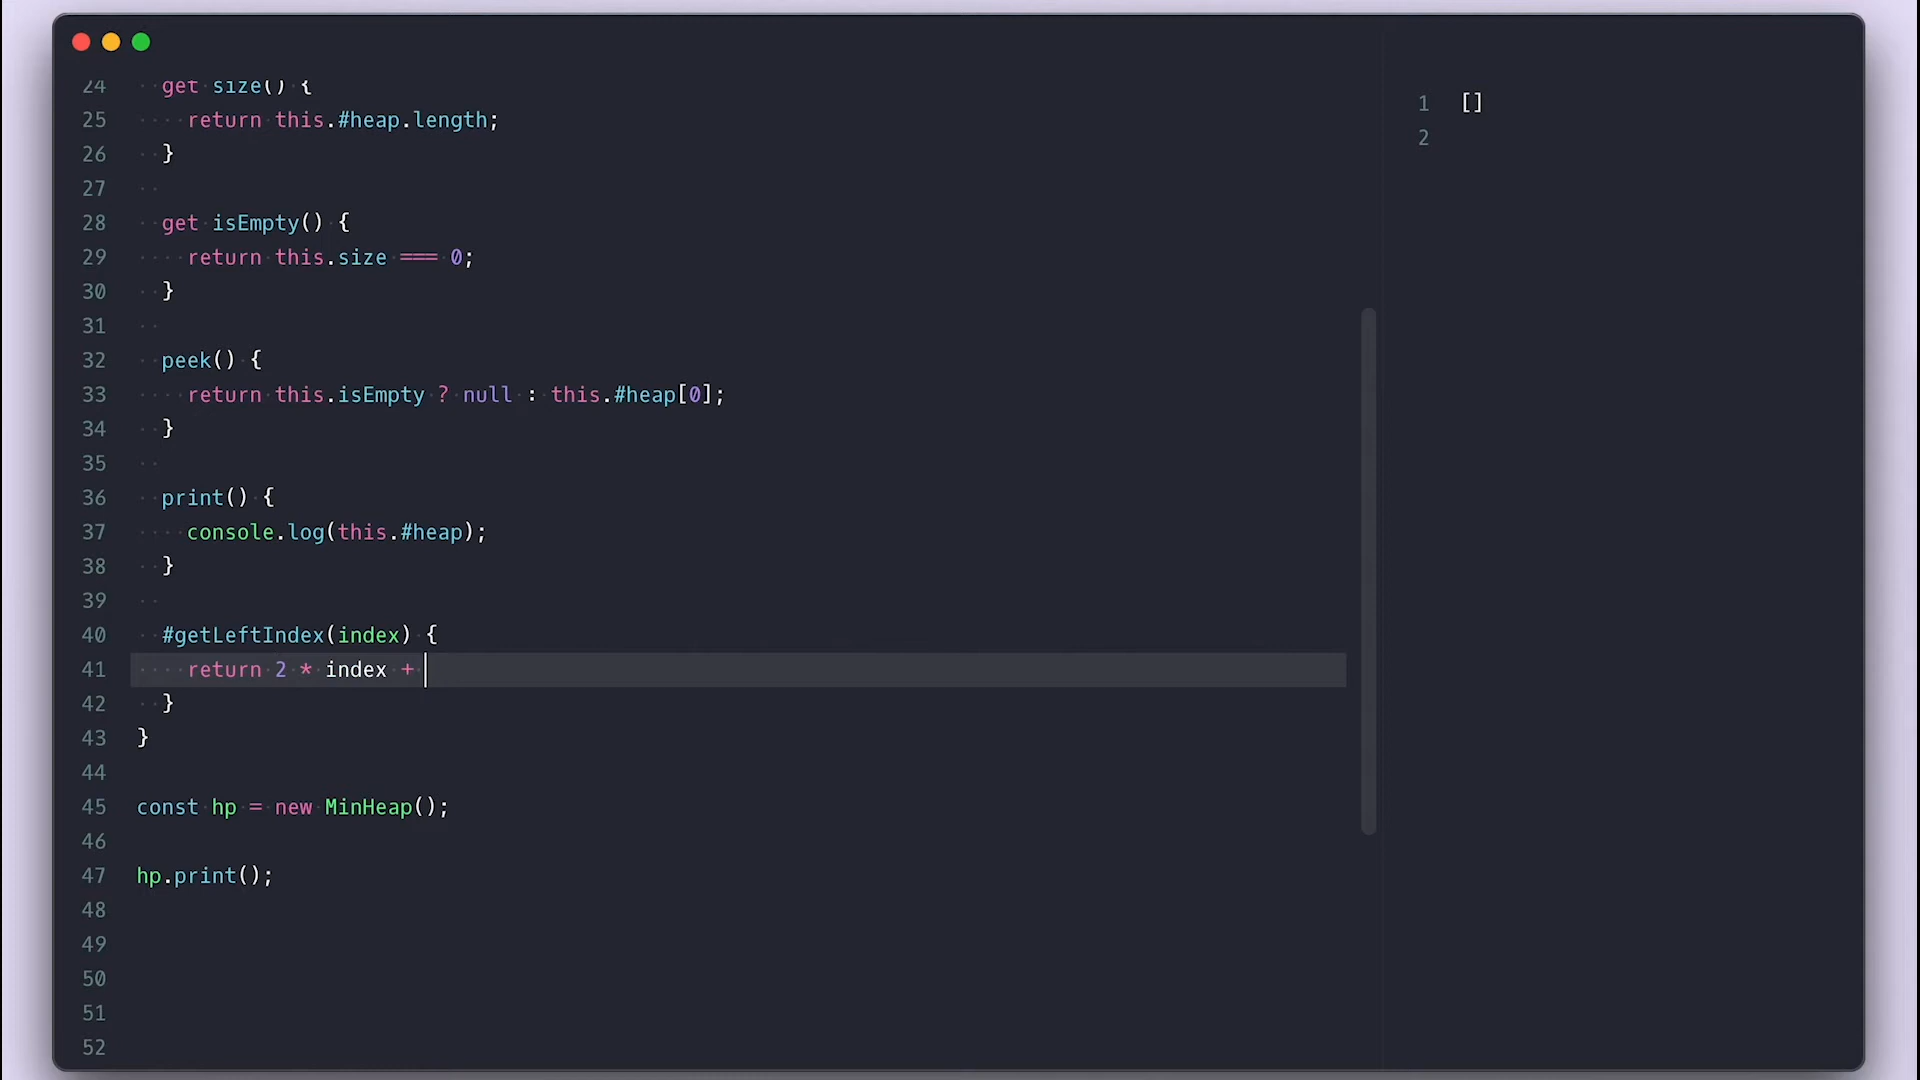 24 get size() {
25 return this.#heap.length;
26 }
27
28 get isEmpty() {
29 return this.size === 0;
30 }
31
32 peek() {
33 return this.isEmpty ? null : this.#heap[0];
34 }
35
36 print() {
37 console.log(this.#heap);
38 }
39
40 #getLeftIndex(index) {
41 return 2 * index +
42 }
43 }
44
45 const hp = new MinHeap();
46
47 hp.print();
48
49
50
51
52
1 []
2